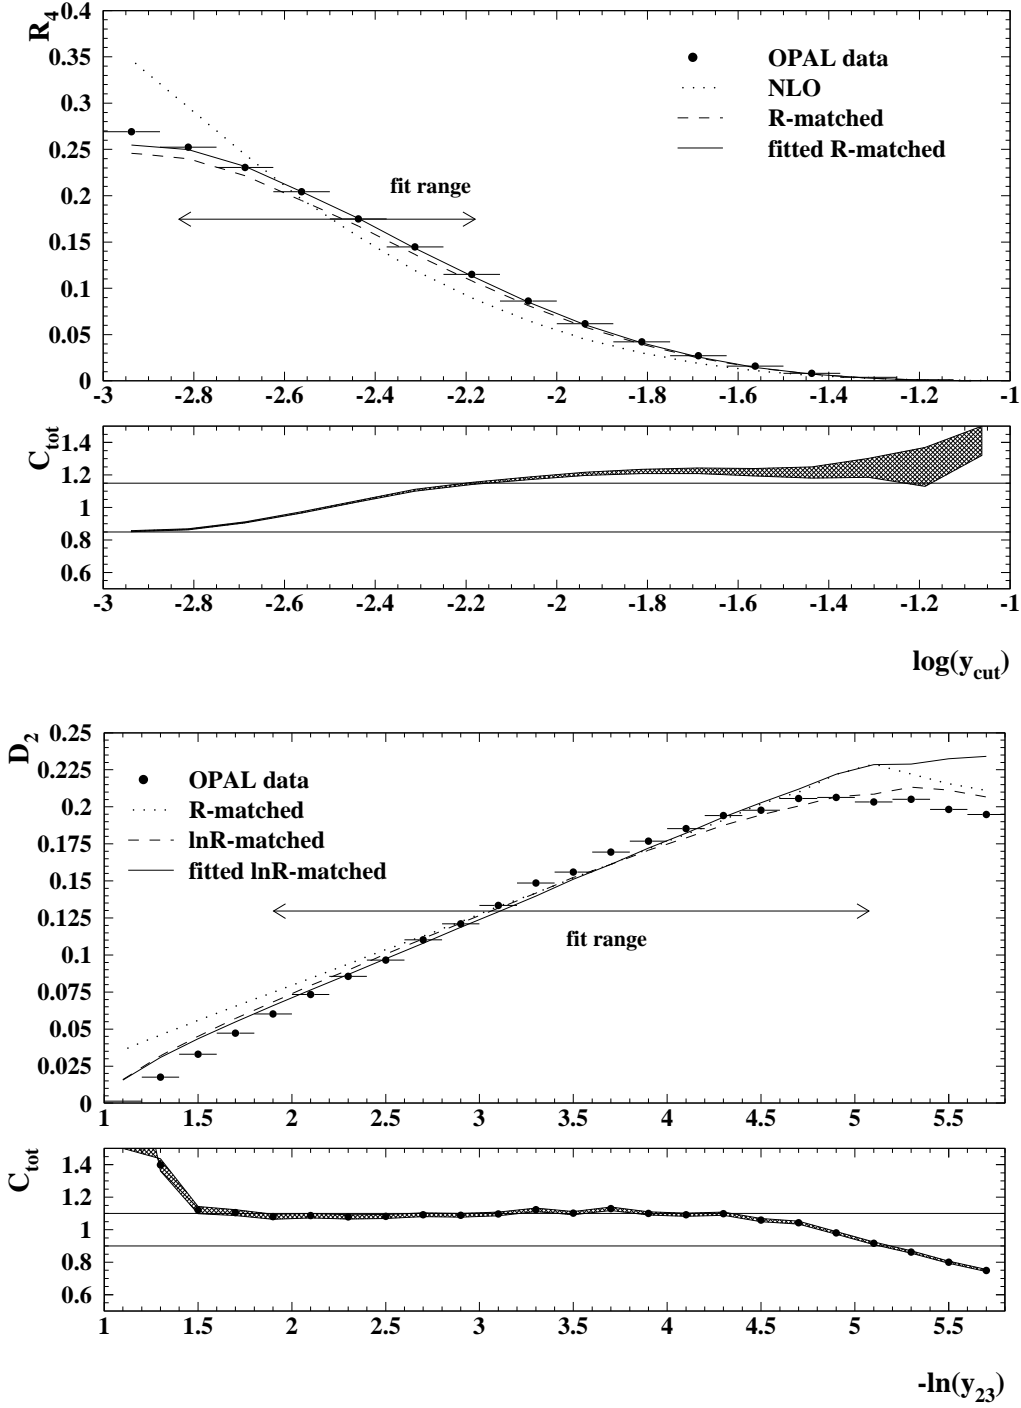 R4
0.4
0.35
0.3
0.25
0.2
0.15
0.1
0.05
0
OPAL data
NLO
R-matched
fitted R-matched
fit range
-3 -2.8 -2.6 -2.4 -2.2 -2 -1.8 -1.6 -1.4 -1.2 -1
Ctot
1.4
1.2
1
0.8
0.6
-3 -2.8 -2.6 -2.4 -2.2 -2 -1.8 -1.6 -1.4 -1.2 -1
log(ycut)
D2
0.25
0.225
0.2
0.175
0.15
0.125
0.1
0.075
0.05
0.025
0
OPAL data
R-matched
lnR-matched
fitted lnR-matched
fit range
1 1.5 2 2.5 3 3.5 4 4.5 5 5.5
Ctot
1.4
1.2
1
0.8
0.6
1 1.5 2 2.5 3 3.5 4 4.5 5 5.5
-ln(y23)